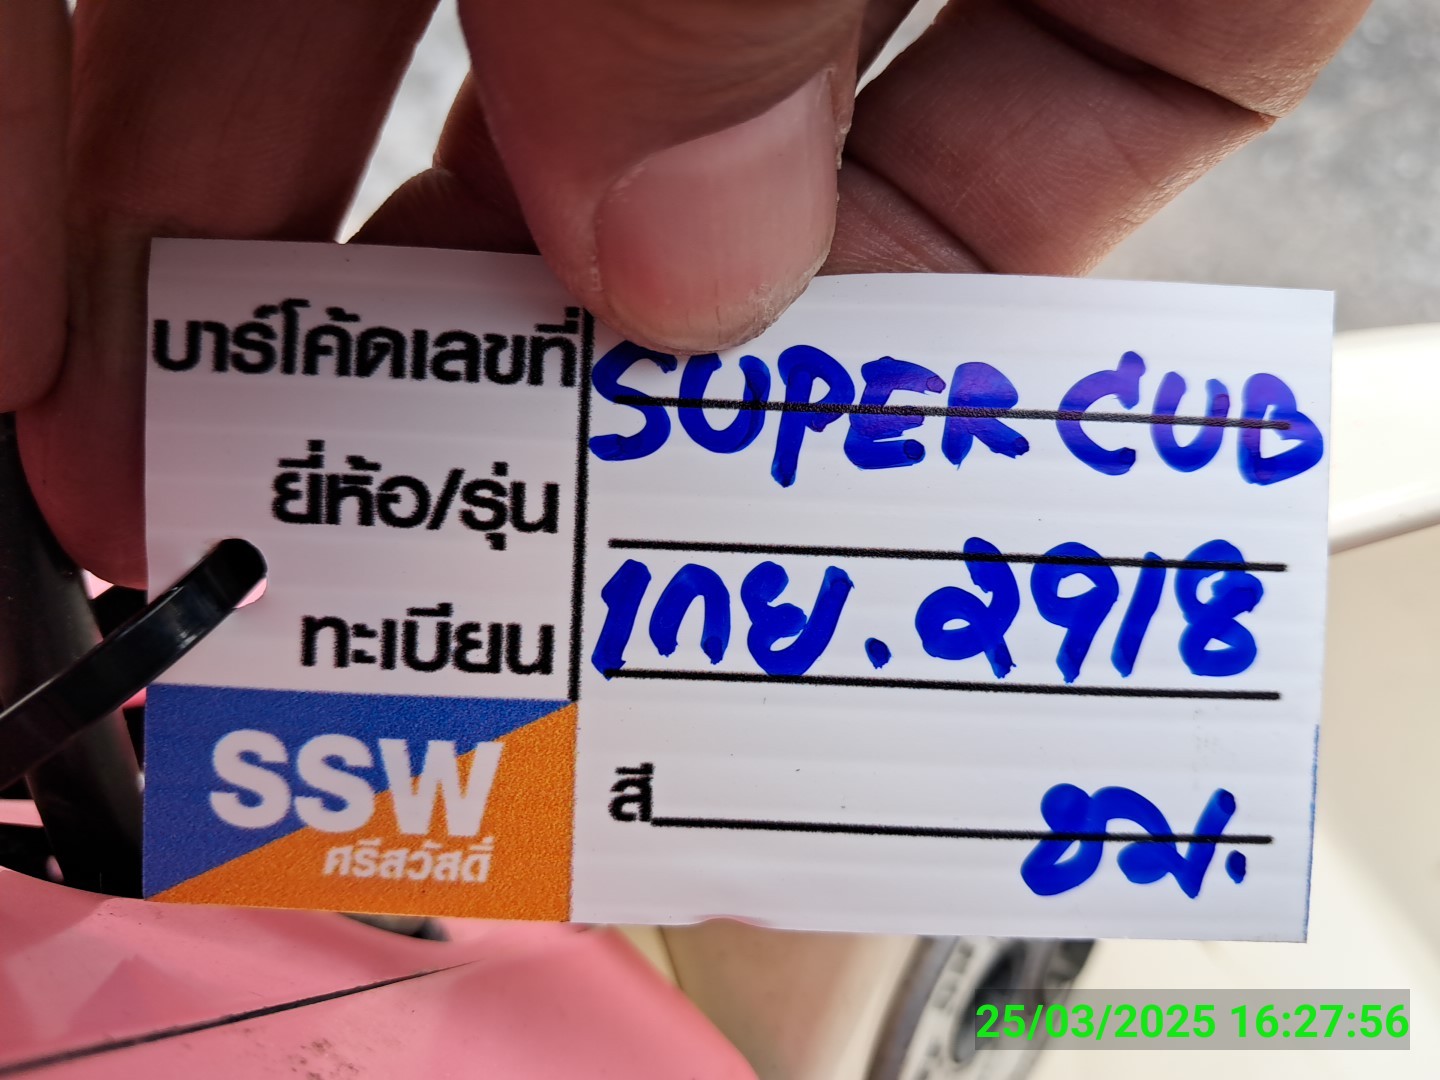 บาร์โค้ดเลขที่ SUPER CUB
ยี่ห้อ/รุ่น
ทะเบียน 1กย. 2918
สี ชม.
SSW
ศรีสวัสดิ์
25/03/2025 16:27:56